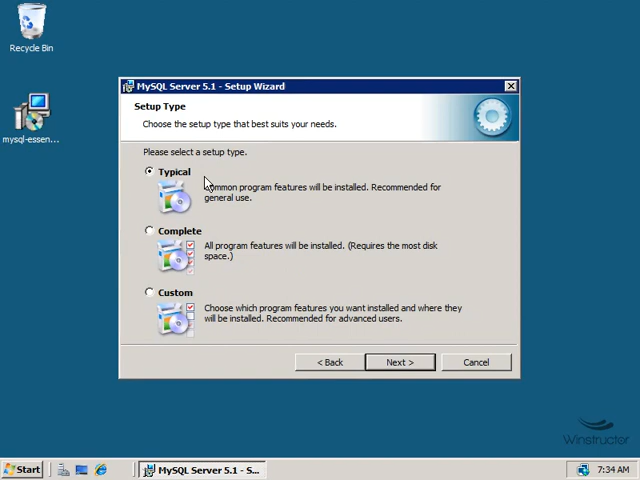 Recycle Bin
mysql-essen...
MySQL Server 5.1 - Setup Wizard
Setup Type
Choose the setup type that best suits your needs.
Please select a setup type.
Typical
Common program features will be installed. Recommended for
general use.
Complete
All program features will be installed. (Requires the most disk
space.)
Custom
Choose which program features you want installed and where they
will be installed. Recommended for advanced users.
< Back
Next >
Cancel
Winstructor
Start
MySQL Server 5.1 - S...
7:34 AM